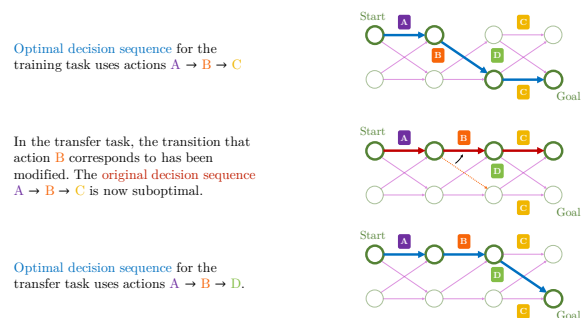 Start
A
C
Optimal decision sequence for the
training task uses actions A → B → C
B
D
C
Goal
Start
A
B
C
In the transfer task, the transition that
action B corresponds to has been
modified. The original decision sequence
A → B → C is now suboptimal.
D
C
Goal
Start
A
B
C
Optimal decision sequence for the
transfer task uses actions A → B → D.
D
C
Goal